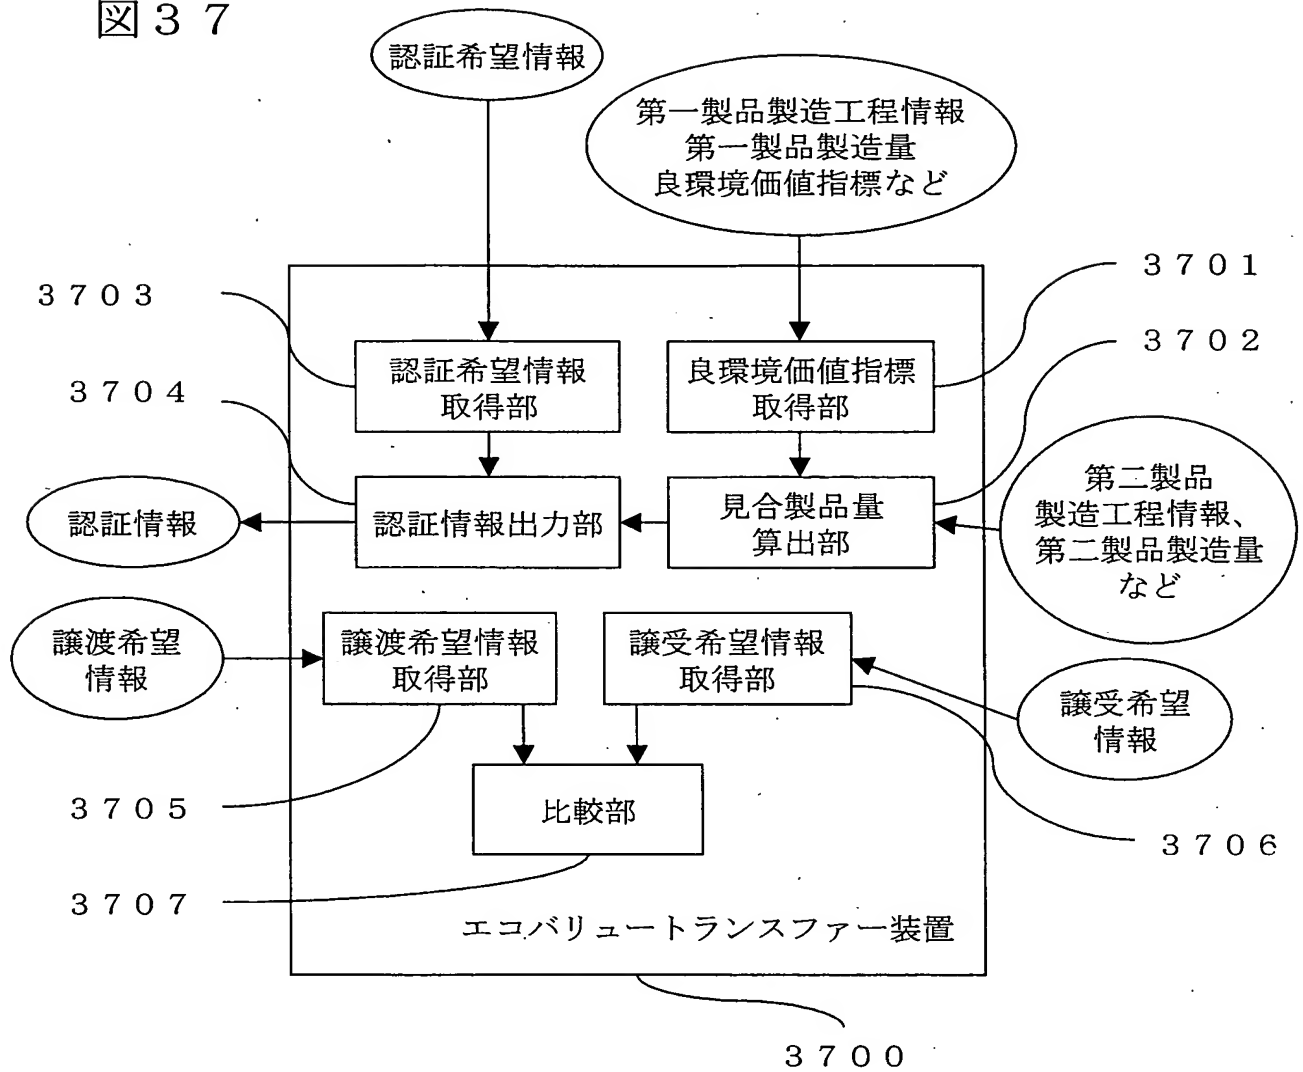 図３７
認証希望情報
第一製品製造工程情報
第一製品製造量
良環境価値指標など
３７０３
３７０１
３７０２
認証希望情報
取得部
良環境価値指標
取得部
３７０４
認証情報
認証情報出力部
見合製品量
算出部
第二製品
製造工程情報、
第二製品製造量
など
譲渡希望
情報
譲渡希望情報
取得部
譲受希望情報
取得部
譲受希望
情報
３７０５
比較部
３７０６
３７０７
エコバリュートランスファー装置
３７００